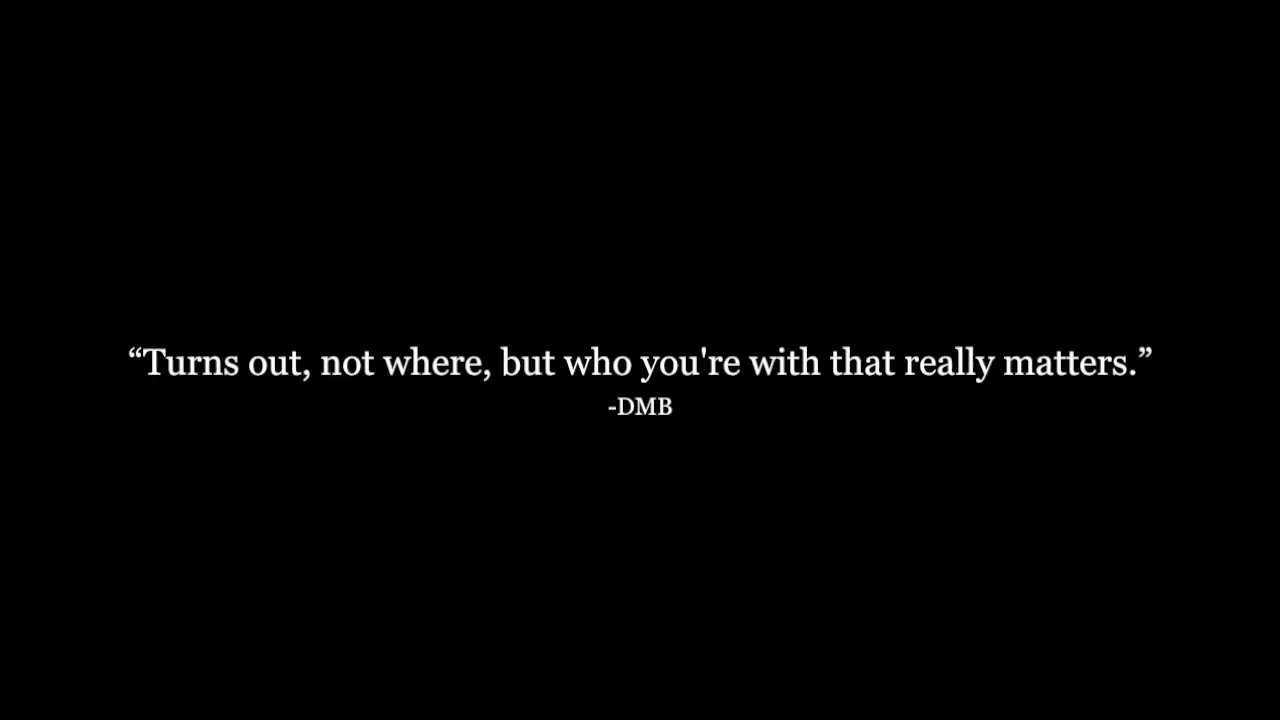 “Turns out, not where, but who you're with that really matters.”
-DMB